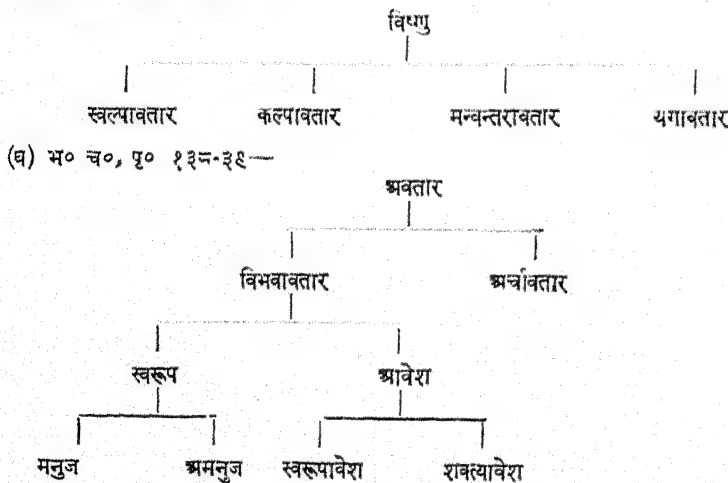 विष्णु
स्वल्पावतार कल्पावतार मन्वन्तरावतार यगावतार
(घ) भ० च०, पृ० १३८-३९—
अवतार
विभवावतार अर्चावतार
स्वरूप आवेश
मनुज अमनुज स्वरूपावेश शक्त्यावेश